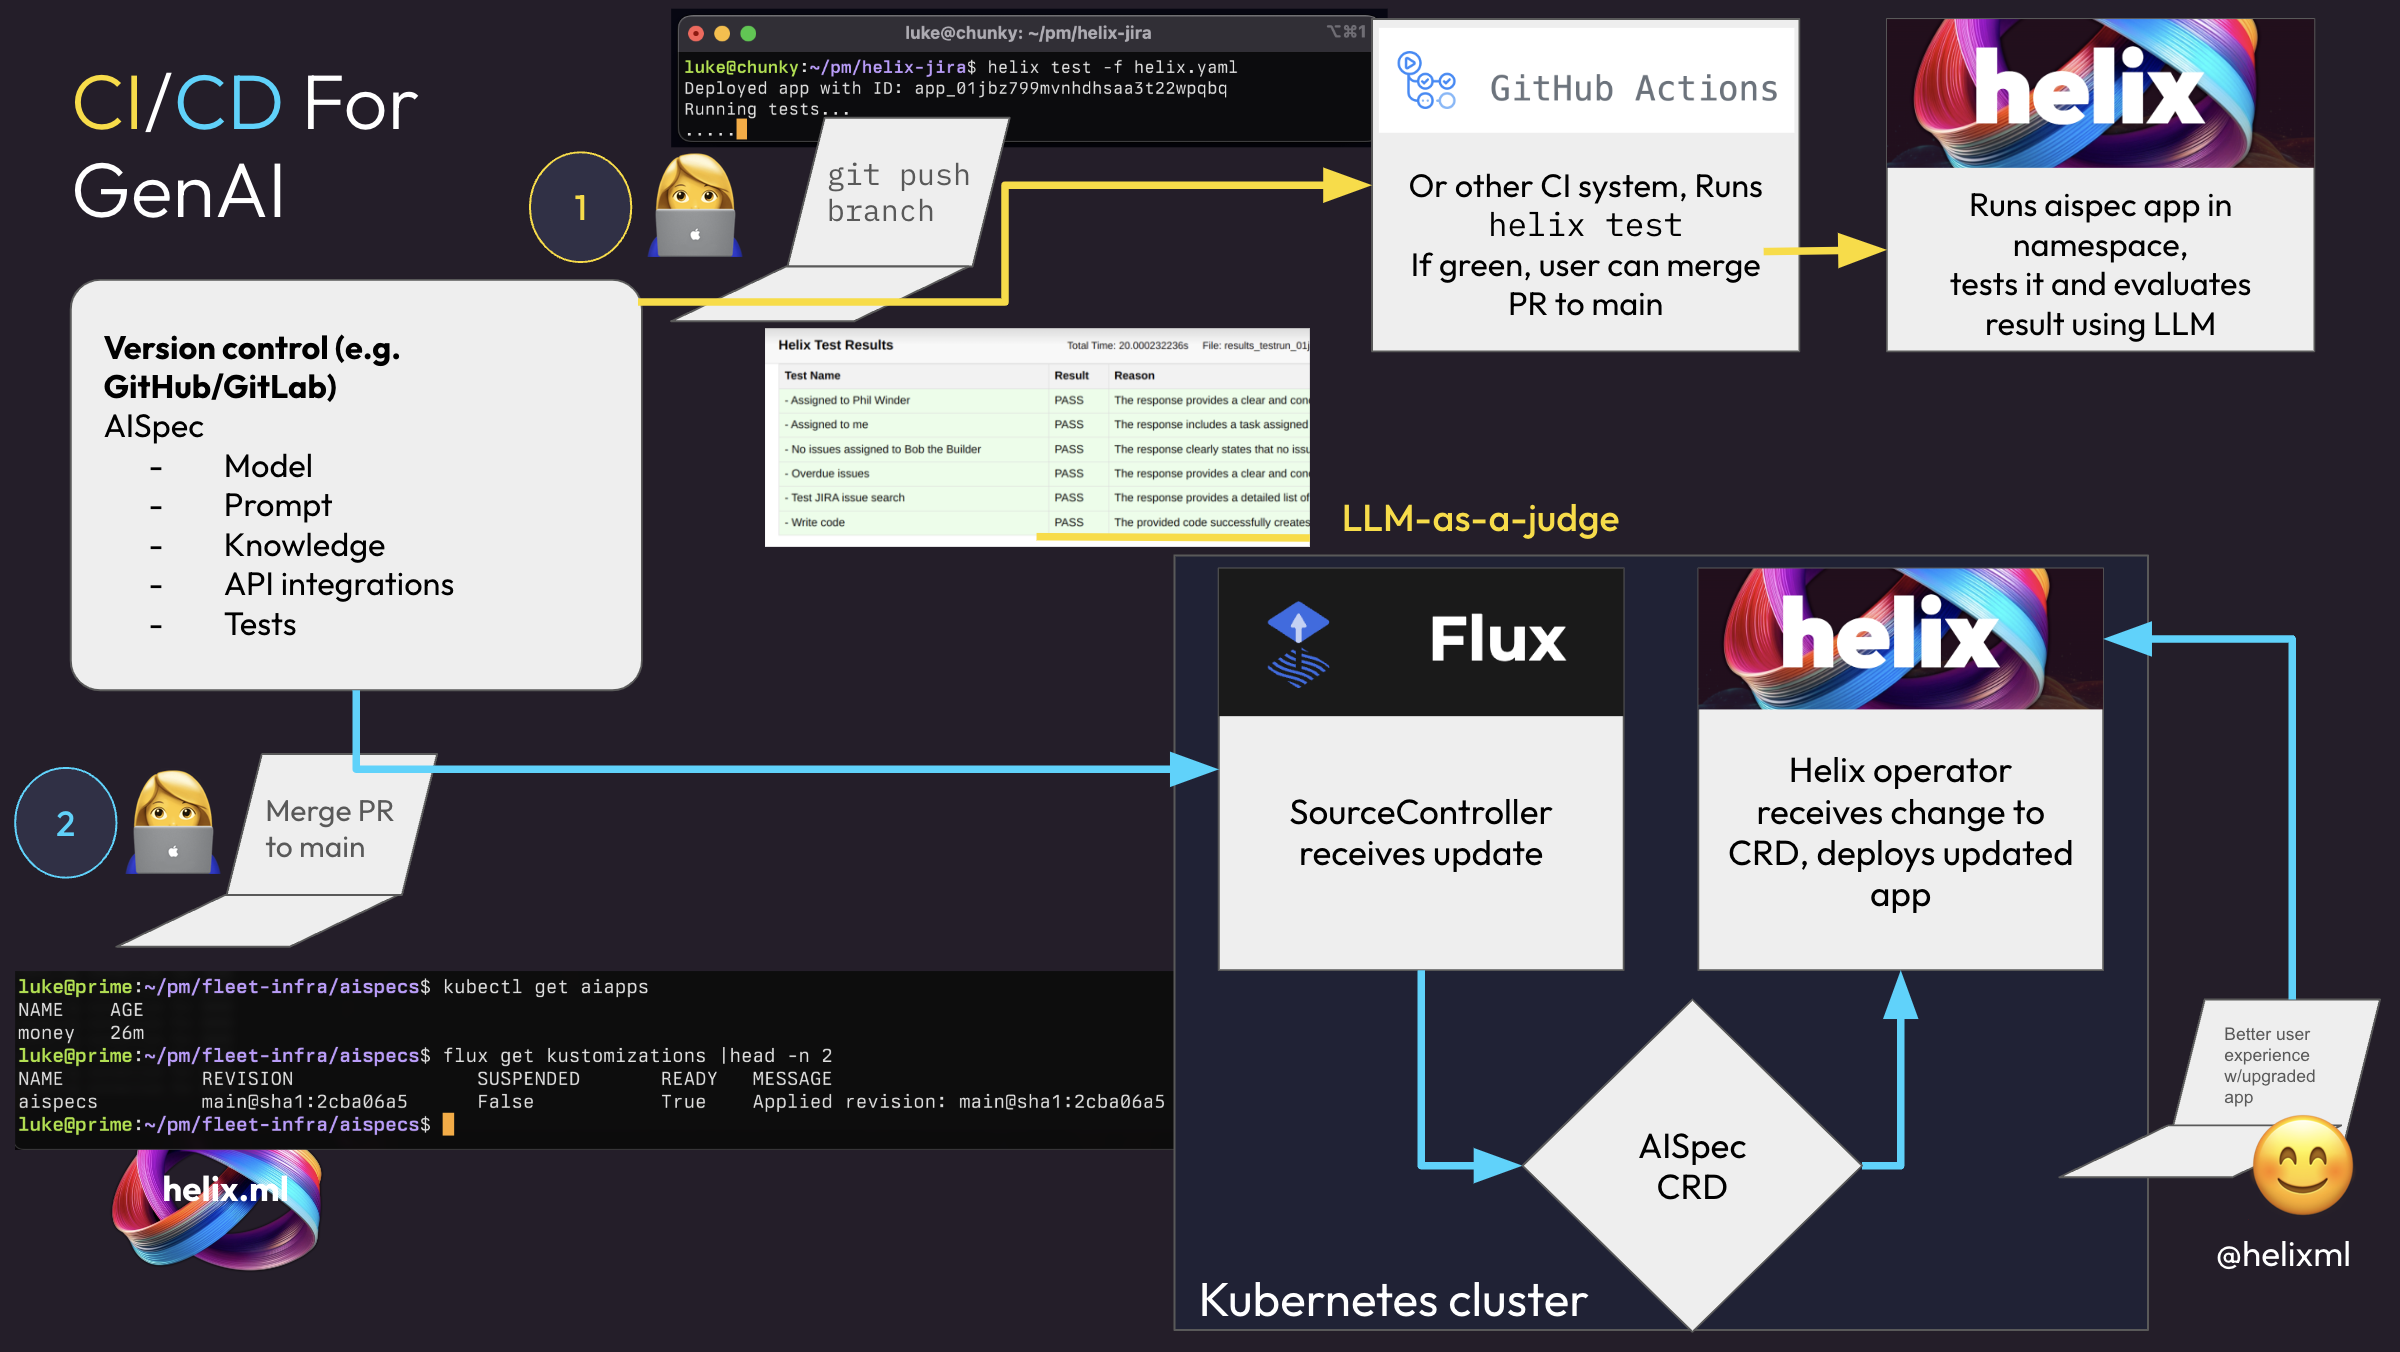 CI/CD For
GenAI
luke@chunky: ~/pm/helix-jira
⌥⌘1
luke@chunky:~/pm/helix-jira$ helix test -f helix.yaml
Deployed app with ID: app_01jbz799mvnhdhsaa3t22wpqbq
Running tests...
.....
1
git push
branch
GitHub Actions
Or other CI system, Runs
helix test
If green, user can merge
PR to main
helix
Runs aispec app in
namespace,
tests it and evaluates
result using LLM
Version control (e.g.
GitHub/GitLab)
AISpec
- Model
- Prompt
- Knowledge
- API integrations
- Tests
Helix Test Results
Total Time: 20.000232236s File: results_testrun_01j
Test Name Result Reason
- Assigned to Phil Winder PASS The response provides a clear and con
- Assigned to me PASS The response includes a task assigned
- No issues assigned to Bob the Builder PASS The response clearly states that no issu
- Overdue issues PASS The response provides a clear and con
- Test JIRA issue search PASS The response provides a detailed list of
- Write code PASS The provided code successfully creates
LLM-as-a-judge
2
Merge PR
to main
Flux
SourceController
receives update
helix
Helix operator
receives change to
CRD, deploys updated
app
AISpec
CRD
Kubernetes cluster
Better user
experience
w/upgraded
app
luke@prime:~/pm/fleet-infra/aispecs$ kubectl get aiapps
NAME AGE
money 26m
luke@prime:~/pm/fleet-infra/aispecs$ flux get kustomizations |head -n 2
NAME REVISION SUSPENDED READY MESSAGE
aispecs main@sha1:2cba06a5 False True Applied revision: main@sha1:2cba06a5
luke@prime:~/pm/fleet-infra/aispecs$
helix.ml
@helixml